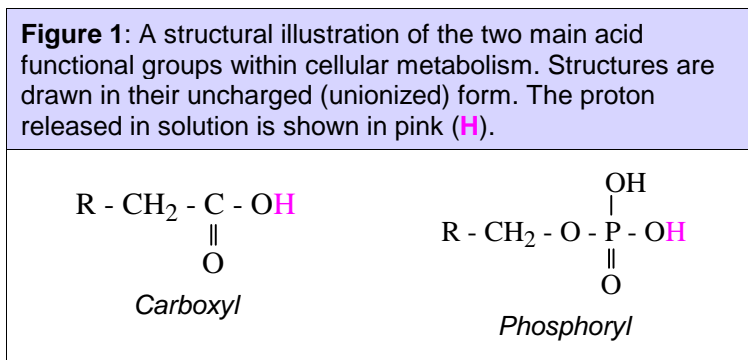 Figure 1: A structural illustration of the two main acid
functional groups within cellular metabolism. Structures are
drawn in their uncharged (unionized) form. The proton
released in solution is shown in pink (H).
R - CH₂ - C - OH
||
O
Carboxyl
OH
|
R - CH₂ - O - P - OH
||
O
Phosphoryl